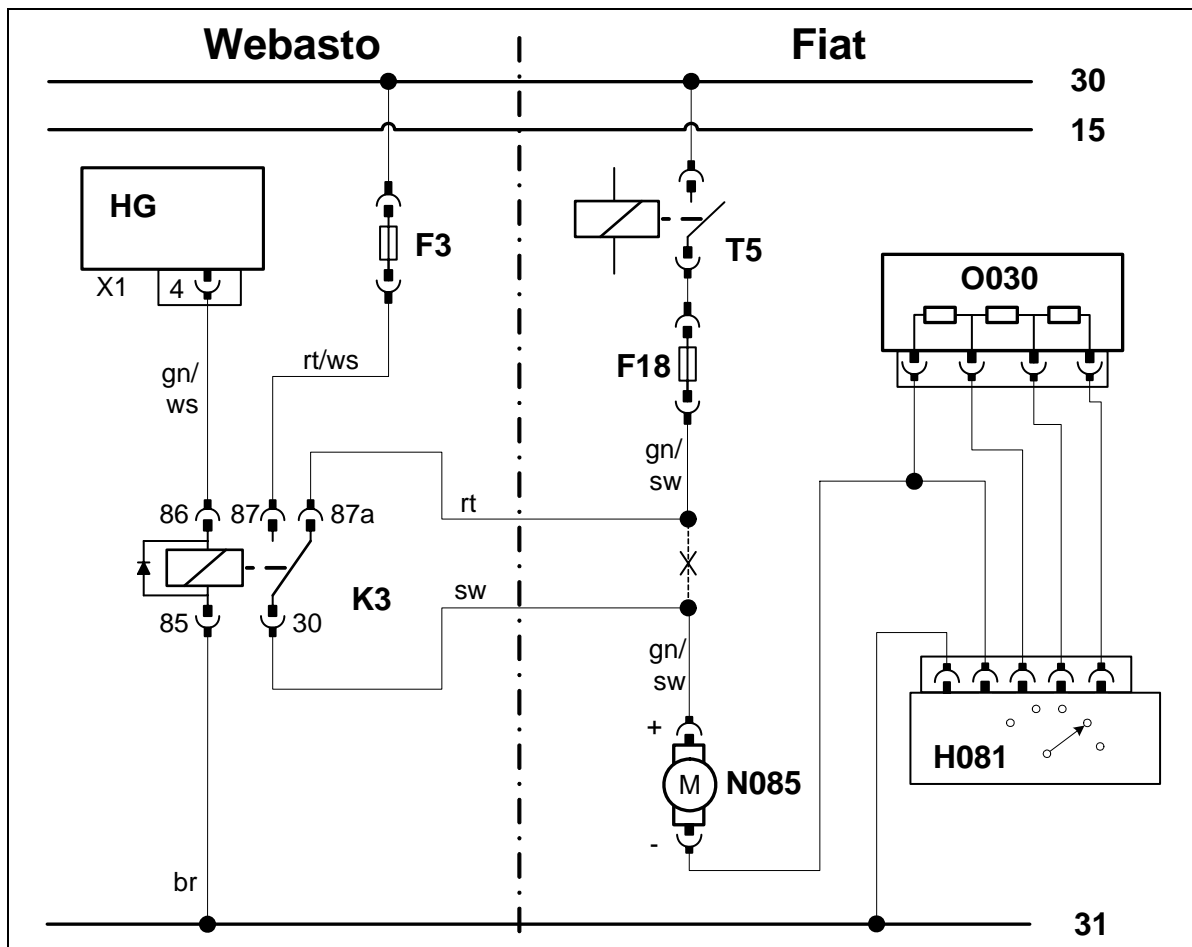 Webasto
Fiat
30
15
HG
F3
T5
X1
4
O030
rt/ws
F18
gn/
ws
gn/
sw
86
87
87a
rt
K3
sw
85
30
gn/
sw
+
H081
M
N085
-
br
31